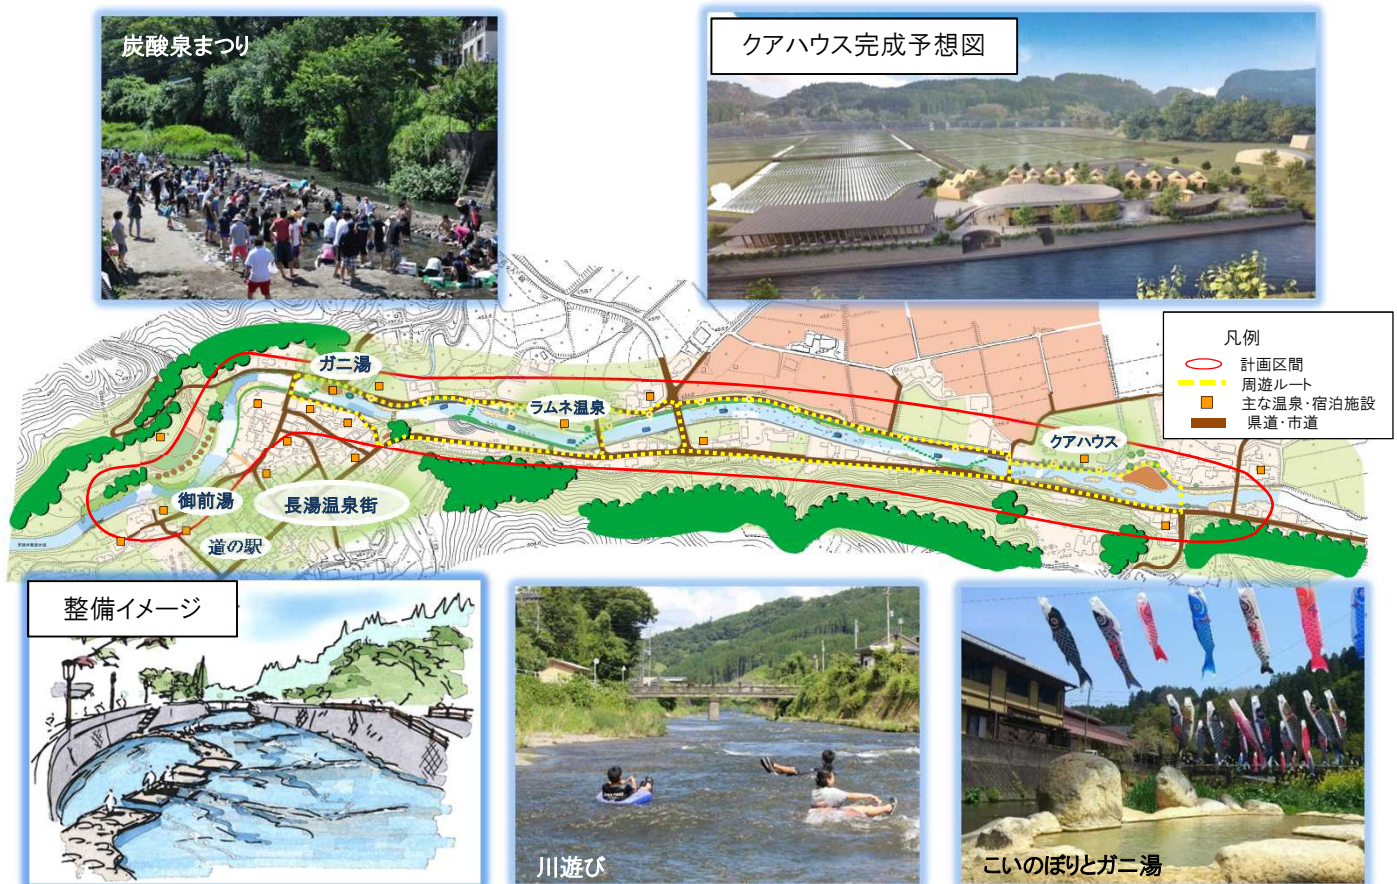 炭酸泉まつり
クアハウス完成予想図
凡例
計画区間
周遊ルート
主な温泉・宿泊施設
県道・市道
ガニ湯
ラムネ温泉
クアハウス
御前湯
長湯温泉街
道の駅
整備イメージ
川遊び
こいのぼりとガニ湯